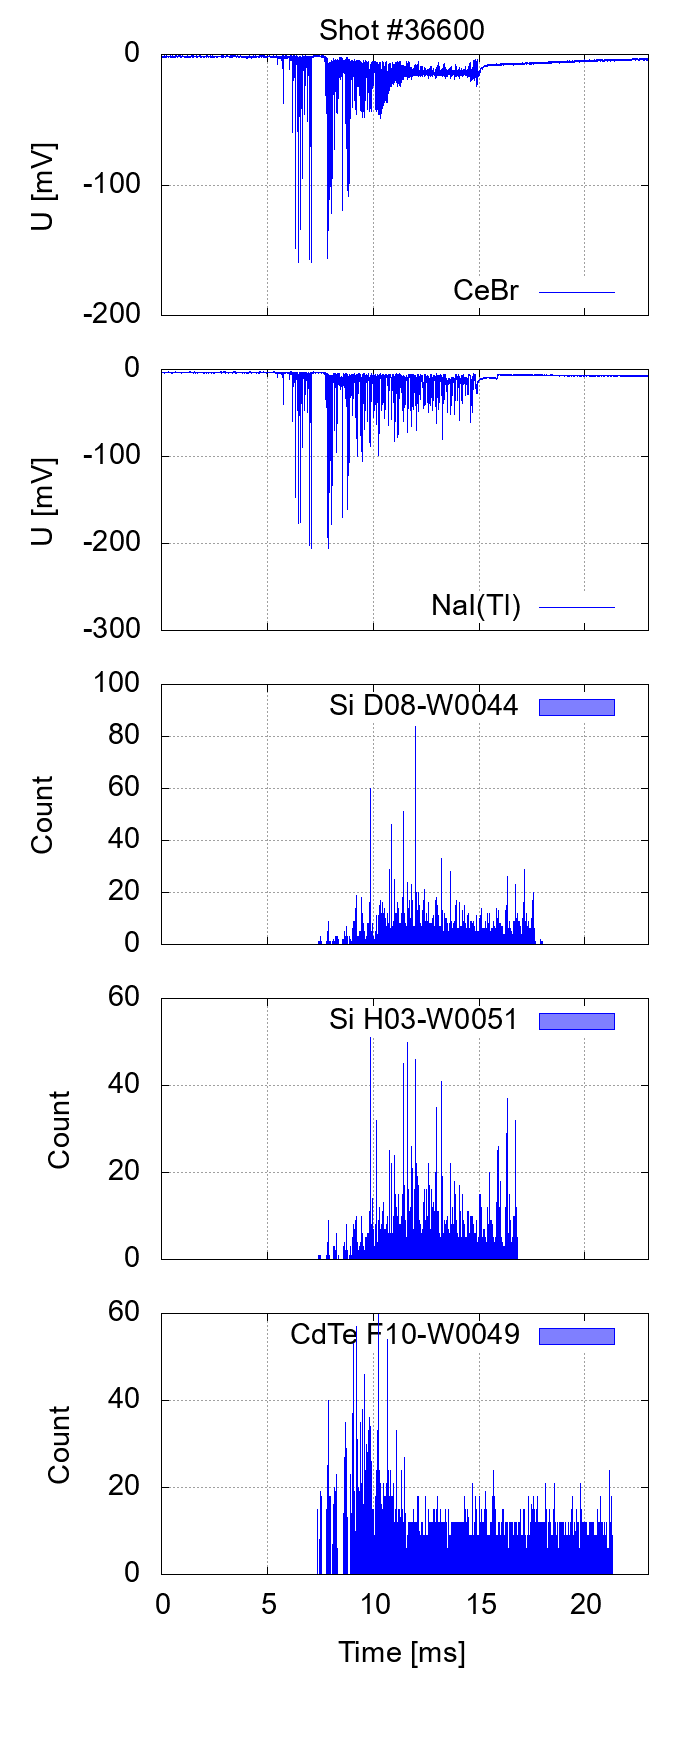 Shot #36600
0
-100
-200
U [mV]
CeBr
0
-100
-200
-300
U [mV]
NaI(Tl)
100
80
60
40
20
0
Count
Si D08-W0044
60
40
20
0
Count
Si H03-W0051
60
40
20
0
Count
CdTe F10-W0049
0 5 10 15 20
Time [ms]